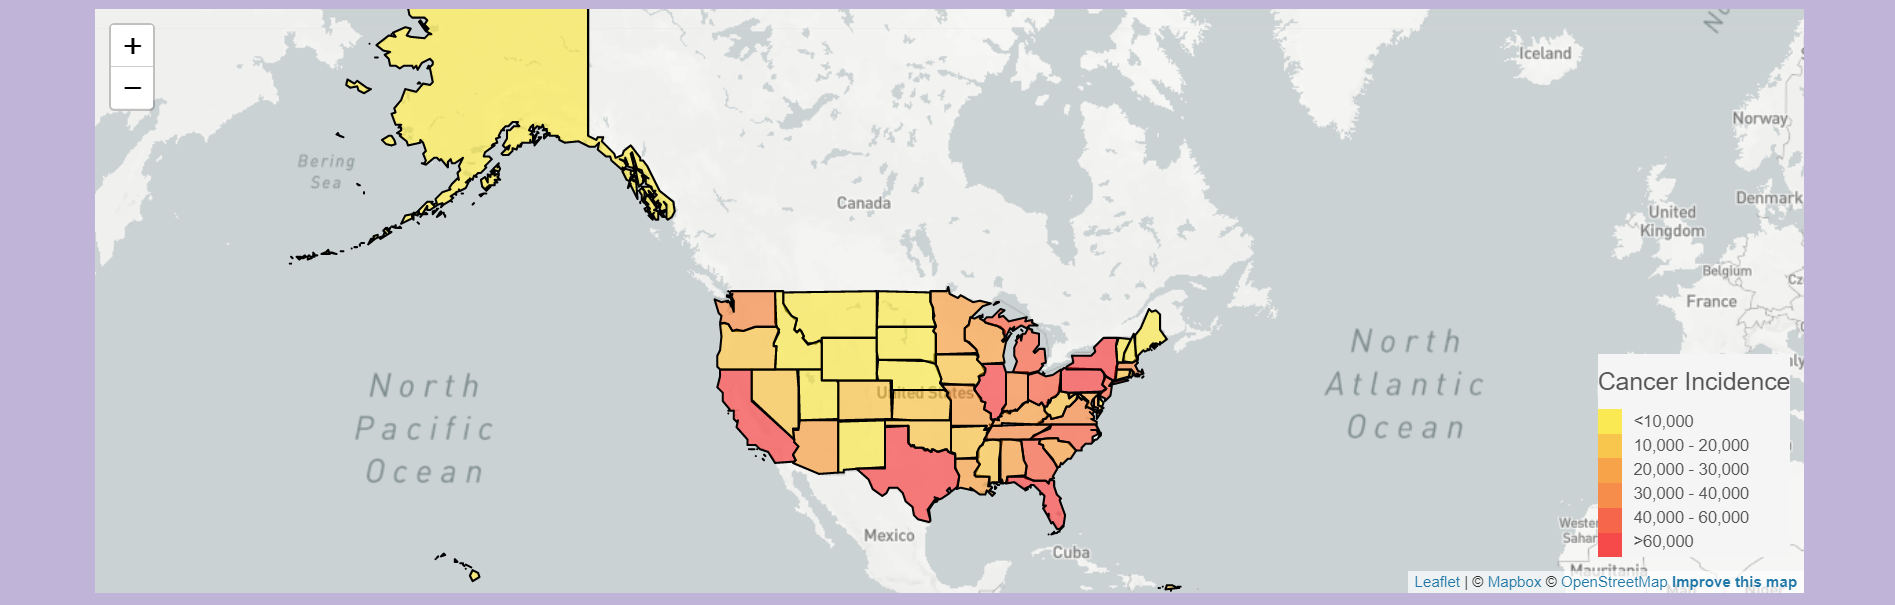 +
−
Iceland
Norway
Bering
Sea
Canada
United
Kingdom
Denmark
Belgium
France
North
Pacific
Ocean
United States
North
Atlantic
Ocean
Mexico
Cuba
Mauritania
Cancer Incidence
<10,000
10,000 - 20,000
20,000 - 30,000
30,000 - 40,000
40,000 - 60,000
>60,000
Leaflet | © Mapbox © OpenStreetMap Improve this map